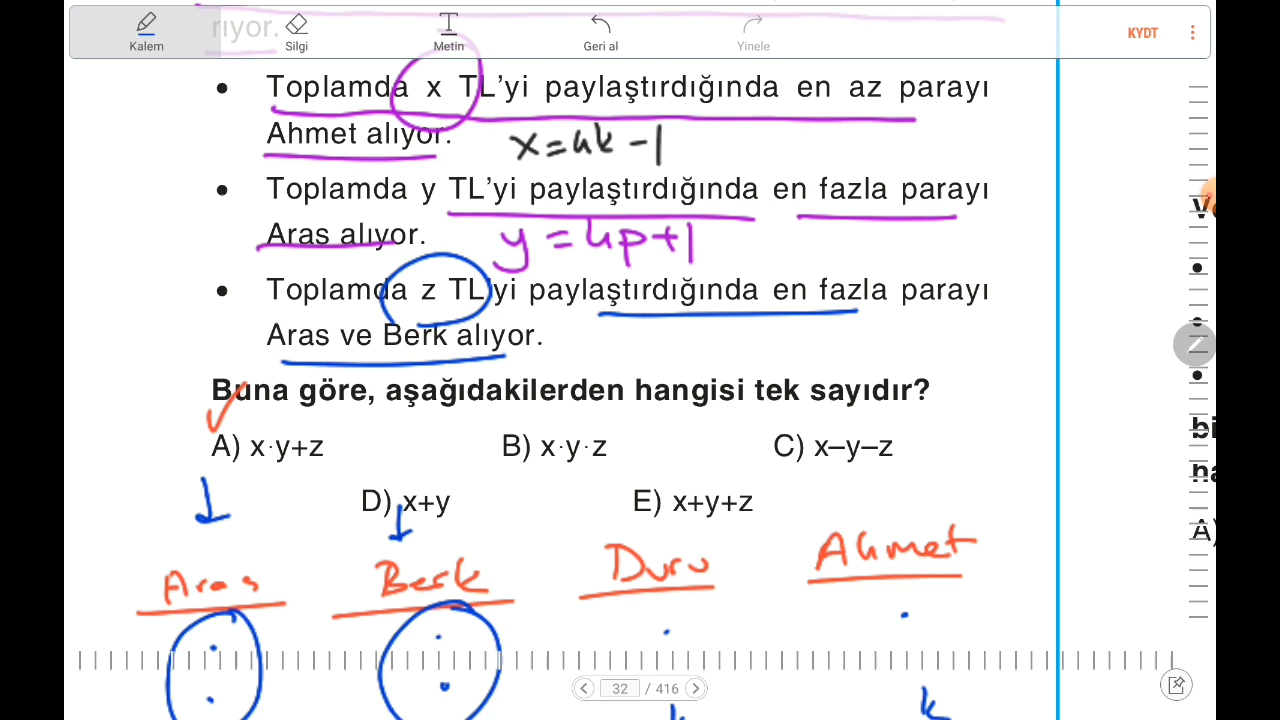 rıyor.
Kalem Silgi Metin Geri al Yinele KYDT
• Toplamda x TL'yi paylaştırdığında en az parayı
Ahmet alıyor. x=4k-1
• Toplamda y TL'yi paylaştırdığında en fazla parayı
Aras alıyor. y=4p+1
• Toplamda z TL'yi paylaştırdığında en fazla parayı
Aras ve Berk alıyor.
Buna göre, aşağıdakilerden hangisi tek sayıdır?
A) x·y+z B) x·y·z C) x–y–z
D) x+y E) x+y+z
Aras Berk Duru Ahmet
32 / 416
k k